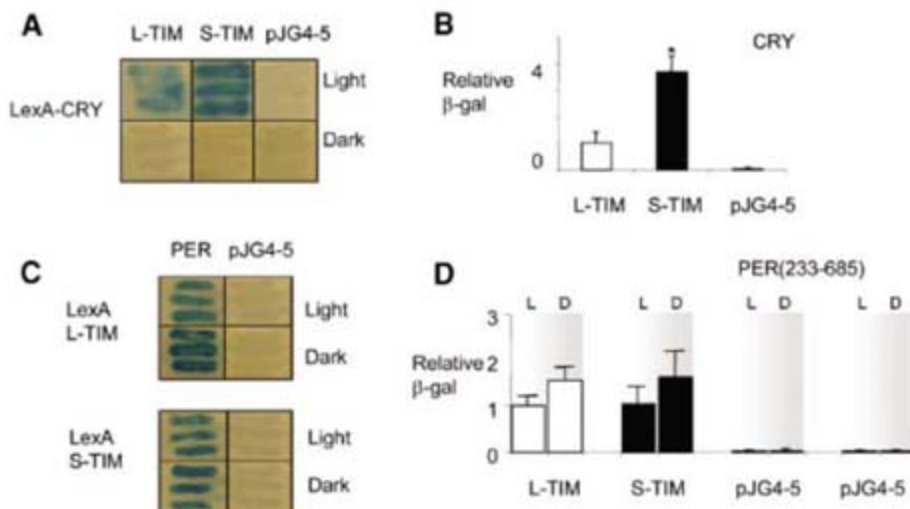 A
L-TIM S-TIM pJG4-5
LexA-CRY
Light
Dark
B
CRY
Relative
β-gal
4
0
L-TIM S-TIM pJG4-5
C
PER pJG4-5
LexA
L-TIM
Light
Dark
LexA
S-TIM
Light
Dark
D
PER(233-685)
L D L D L D L D
Relative
β-gal
3
2
1
0
L-TIM S-TIM pJG4-5 pJG4-5